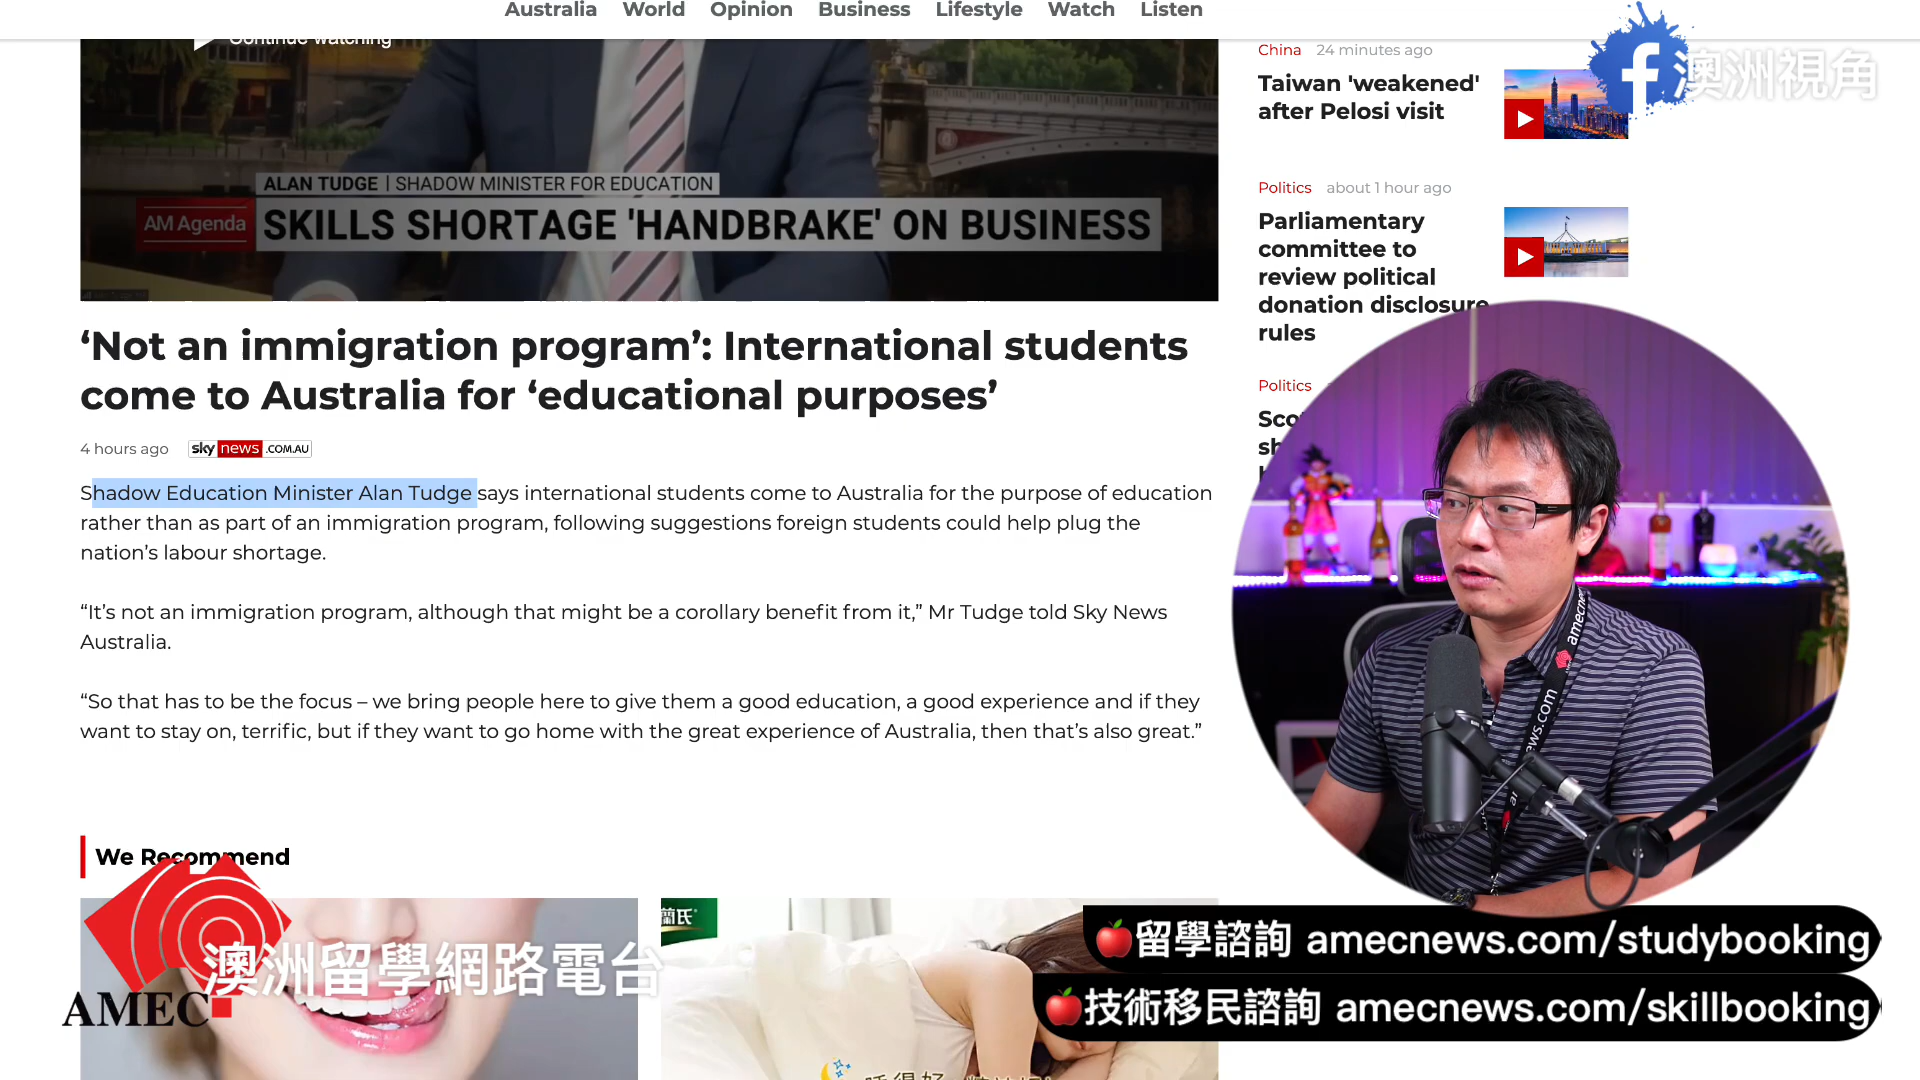 Australia World Opinion Business Lifestyle Watch Listen
Continue watching
ALAN TUDGE | SHADOW MINISTER FOR EDUCATION
AM Agenda
SKILLS SHORTAGE 'HANDBRAKE' ON BUSINESS
‘Not an immigration program’: International students
come to Australia for ‘educational purposes’
4 hours ago sky news .COM.AU
Shadow Education Minister Alan Tudge says international students come to Australia for the purpose of education
rather than as part of an immigration program, following suggestions foreign students could help plug the
nation’s labour shortage.
“It’s not an immigration program, although that might be a corollary benefit from it,” Mr Tudge told Sky News
Australia.
“So that has to be the focus – we bring people here to give them a good education, a good experience and if they
want to stay on, terrific, but if they want to go home with the great experience of Australia, then that’s also great.”
We Recommend
AMEC
澳洲留學網路電台
蘭氏
China 24 minutes ago
Taiwan 'weakened'
after Pelosi visit
f 澳洲視角
Politics about 1 hour ago
Parliamentary
committee to
review political
donation disclosure
rules
Politics
amecnews
news.com
留學諮詢 amecnews.com/studybooking
技術移民諮詢 amecnews.com/skillbooking